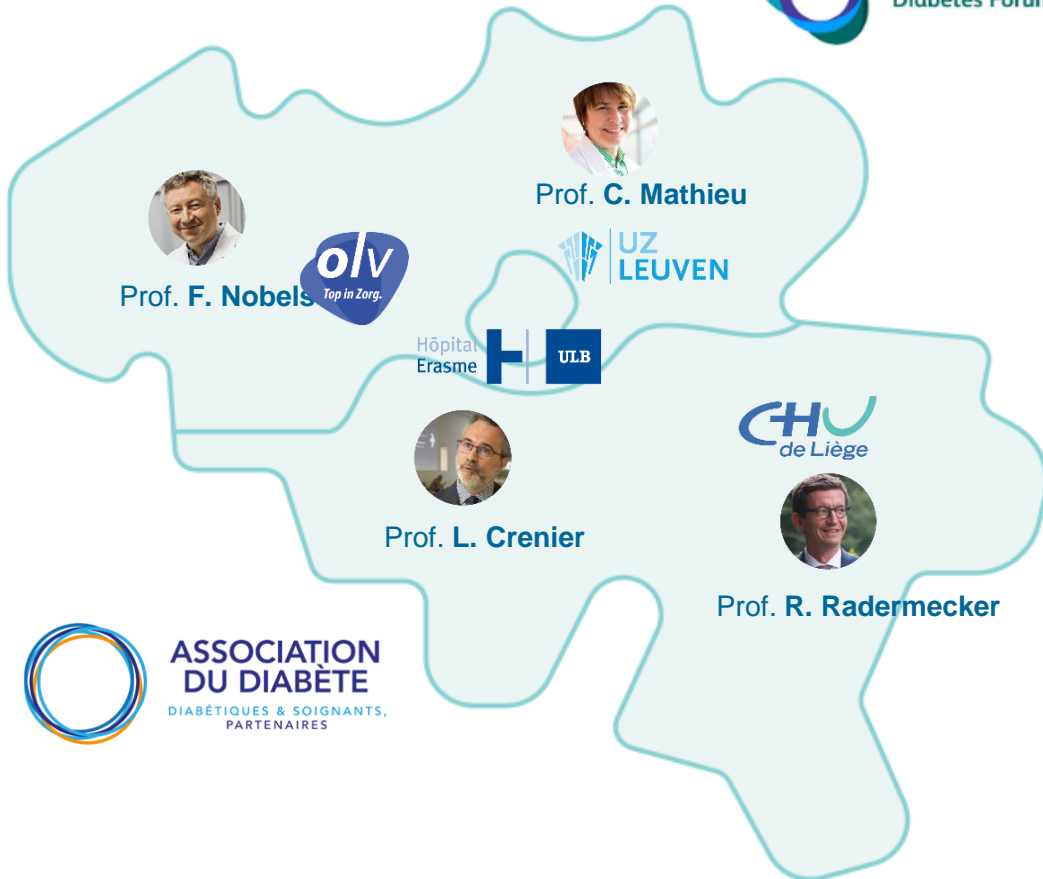 Diabetes Forum
Prof. C. Mathieu
UZ
LEUVEN
olv
Top in Zorg.
Prof. F. Nobels
Hôpital
Erasme
ULB
CHU
de Liège
Prof. L. Crenier
Prof. R. Radermecker
ASSOCIATION
DU DIABÈTE
DIABÉTIQUES & SOIGNANTS,
PARTENAIRES